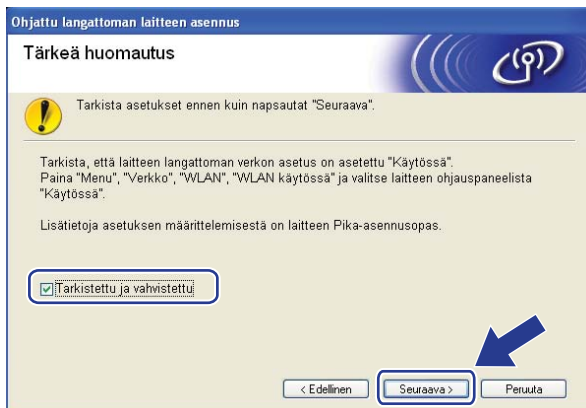 Ohjattu langattoman laitteen asennus
Tärkeä huomautus
Tarkista asetukset ennen kuin napsautat "Seuraava".
Tarkista, että laitteen langattoman verkon asetus on asetettu "Käytössä".
Paina "Menu", "Verkko", "WLAN", "WLAN käytössä" ja valitse laitteen ohjauspaneelista
"Käytössä".
Lisätietoja asetuksen määrittelemisestä on laitteen Pika-asennusopas.
Tarkistettu ja vahvistettu
< Edellinen Seuraava > Peruuta